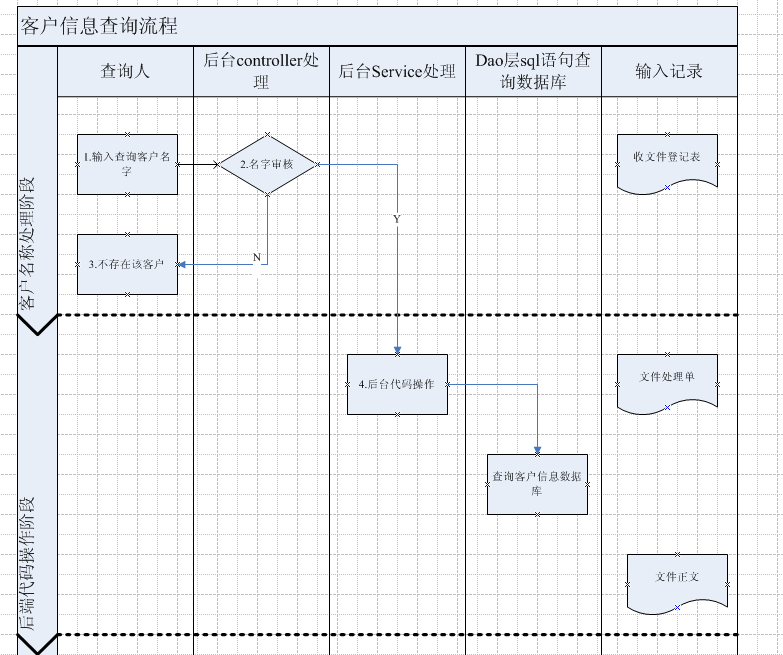 客户信息查询流程
查询人
后台controller处
理
后台Service处理
Dao层sql语句查
询数据库
输入记录
客户名称处理阶段
1.输入查询客户名
字
2.名字审核
收文件登记表
Y
N
3.不存在该客户
后端代码操作阶段
4.后台代码操作
文件处理单
查询客户信息数据
库
文件正文